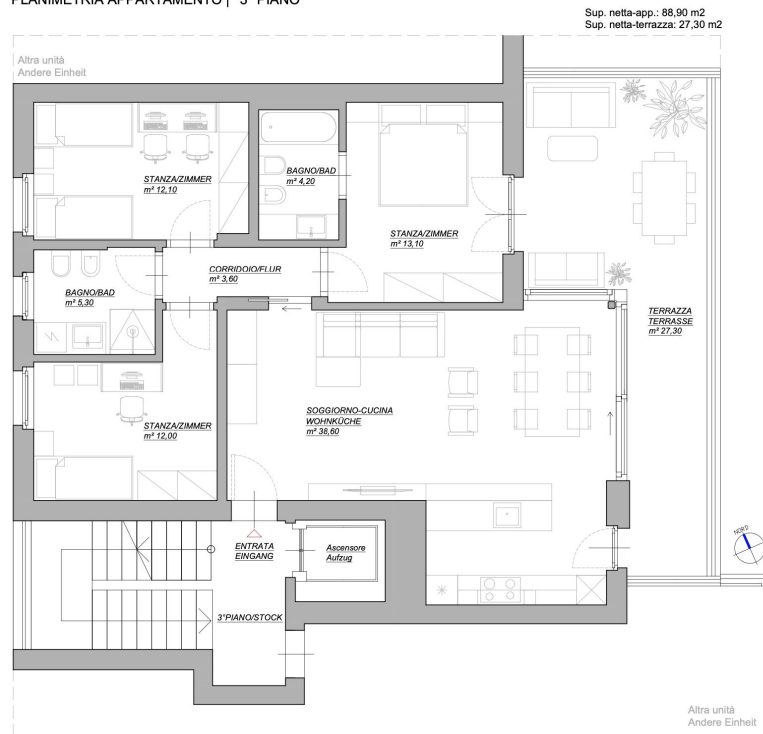 PLANIMETRIA APPARTAMENTO | 3° PIANO
Sup. netta-app.: 88,90 m2
Sup. netta-terrazza: 27,30 m2
Altra unità
Andere Einheit
STANZA/ZIMMER
m² 12,10
BAGNO/BAD
m² 4,20
STANZA/ZIMMER
m² 13,10
CORRIDOIO/FLUR
m² 3,60
BAGNO/BAD
m² 5,30
TERRAZZA
TERRASSE
m² 27,30
STANZA/ZIMMER
m² 12,00
SOGGIORNO-CUCINA
WOHNKÜCHE
m² 38,60
ENTRATA
EINGANG
Ascensore
Aufzug
NORD
3°PIANO/STOCK
Altra unità
Andere Einheit